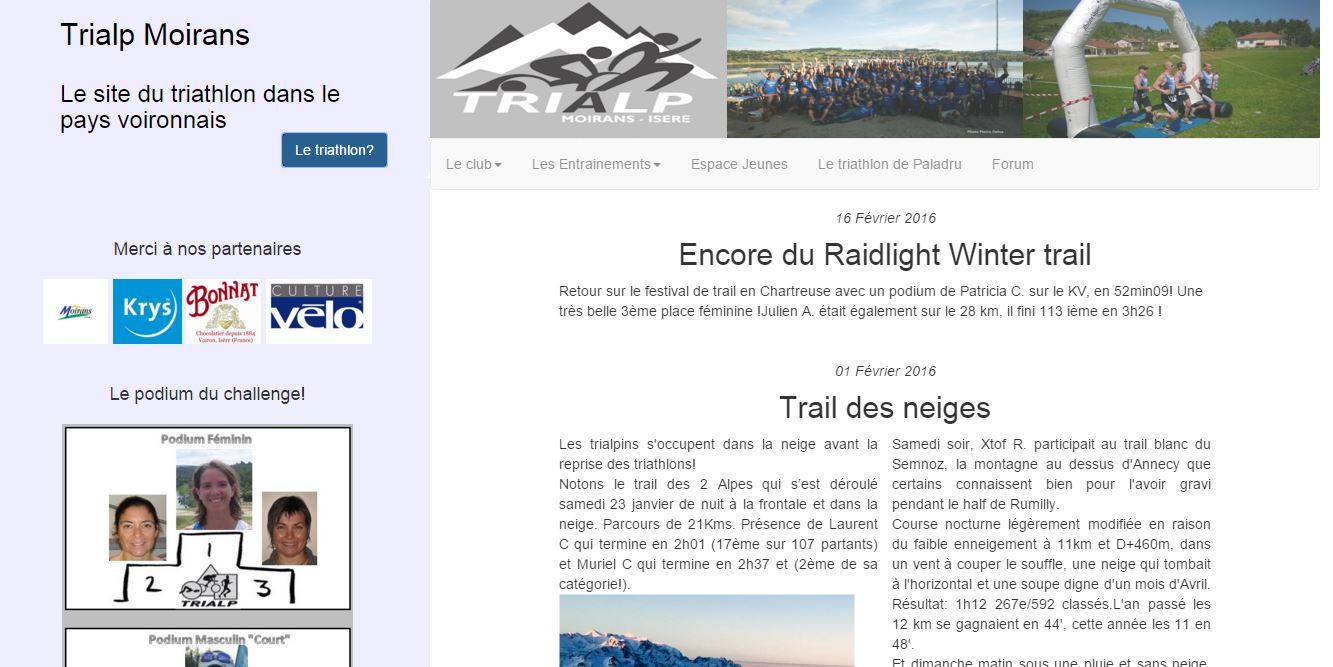 Trialp Moirans
Le site du triathlon dans le
pays voironnais
Le triathlon?
Merci à nos partenaires
Moirans
Krys
BONNAT
Chocolatier depuis 1884
Voiron, Isère (France)
CULTURE
vélo
Le podium du challenge!
Podium Féminin
1
2
3
TRIALP
Podium Masculin "Court"
TRIALP
MOIRANS - ISERE
Le club
Les Entrainements
Espace Jeunes
Le triathlon de Paladru
Forum
16 Février 2016
Encore du Raidlight Winter trail
Retour sur le festival de trail en Chartreuse avec un podium de Patricia C. sur le KV, en 52min09! Une
très belle 3ème place féminine !Julien A. était également sur le 28 km, il fini 113 ième en 3h26 !
01 Février 2016
Trail des neiges
Les trialpins s'occupent dans la neige avant la
reprise des triathlons!
Notons le trail des 2 Alpes qui s’est déroulé
samedi 23 janvier de nuit à la frontale et dans la
neige. Parcours de 21Kms. Présence de Laurent
C qui termine en 2h01 (17ème sur 107 partants)
et Muriel C qui termine en 2h37 et (2ème de sa
catégorie!).
Samedi soir, Xtof R. participait au trail blanc du
Semnoz, la montagne au dessus d'Annecy que
certains connaissent bien pour l'avoir gravi
pendant le half de Rumilly.
Course nocturne légèrement modifiée en raison
du faible enneigement à 11km et D+460m, dans
un vent à couper le souffle, une neige qui tombait
à l'horizontal et une soupe digne d'un mois d'Avril.
Résultat: 1h12 267e/592 classés.L'an passé les
12 km se gagnaient en 44', cette année les 11 en
48'.
Et dimanche matin sous une pluie et sans neige,